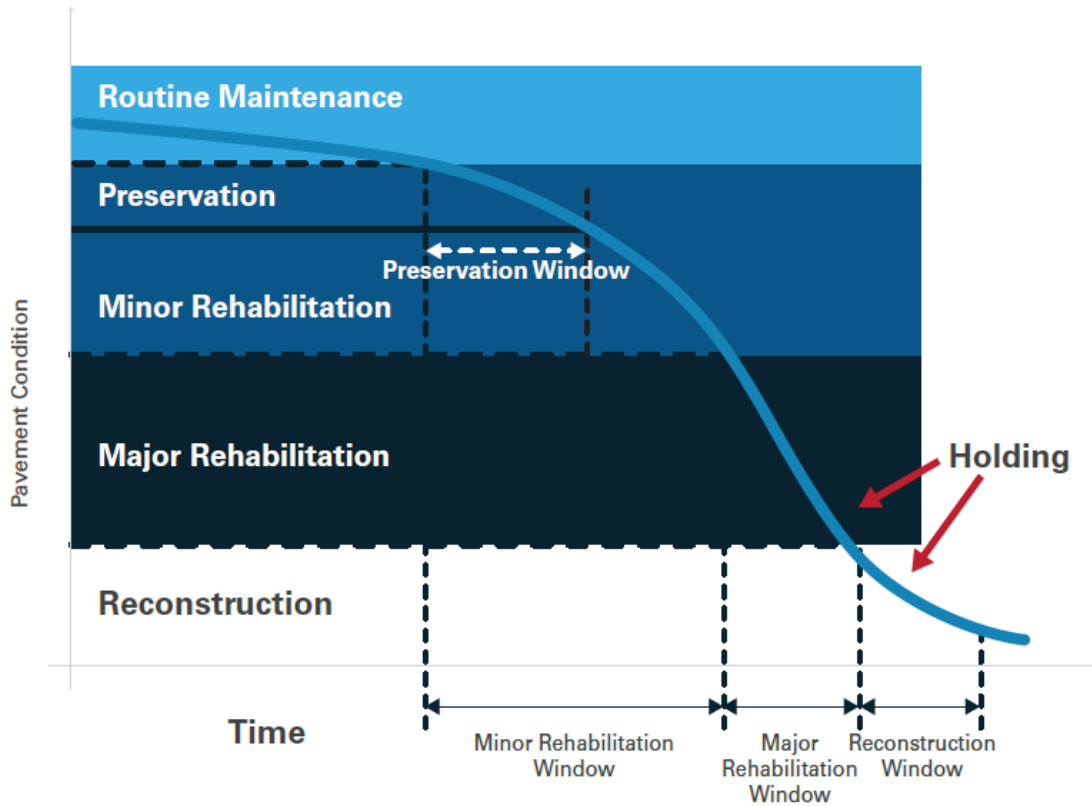 Routine Maintenance
Preservation
Preservation Window
Minor Rehabilitation
Major Rehabilitation
Holding
Reconstruction
Pavement Condition
Time
Minor Rehabilitation
Window
Major
Rehabilitation
Window
Reconstruction
Window